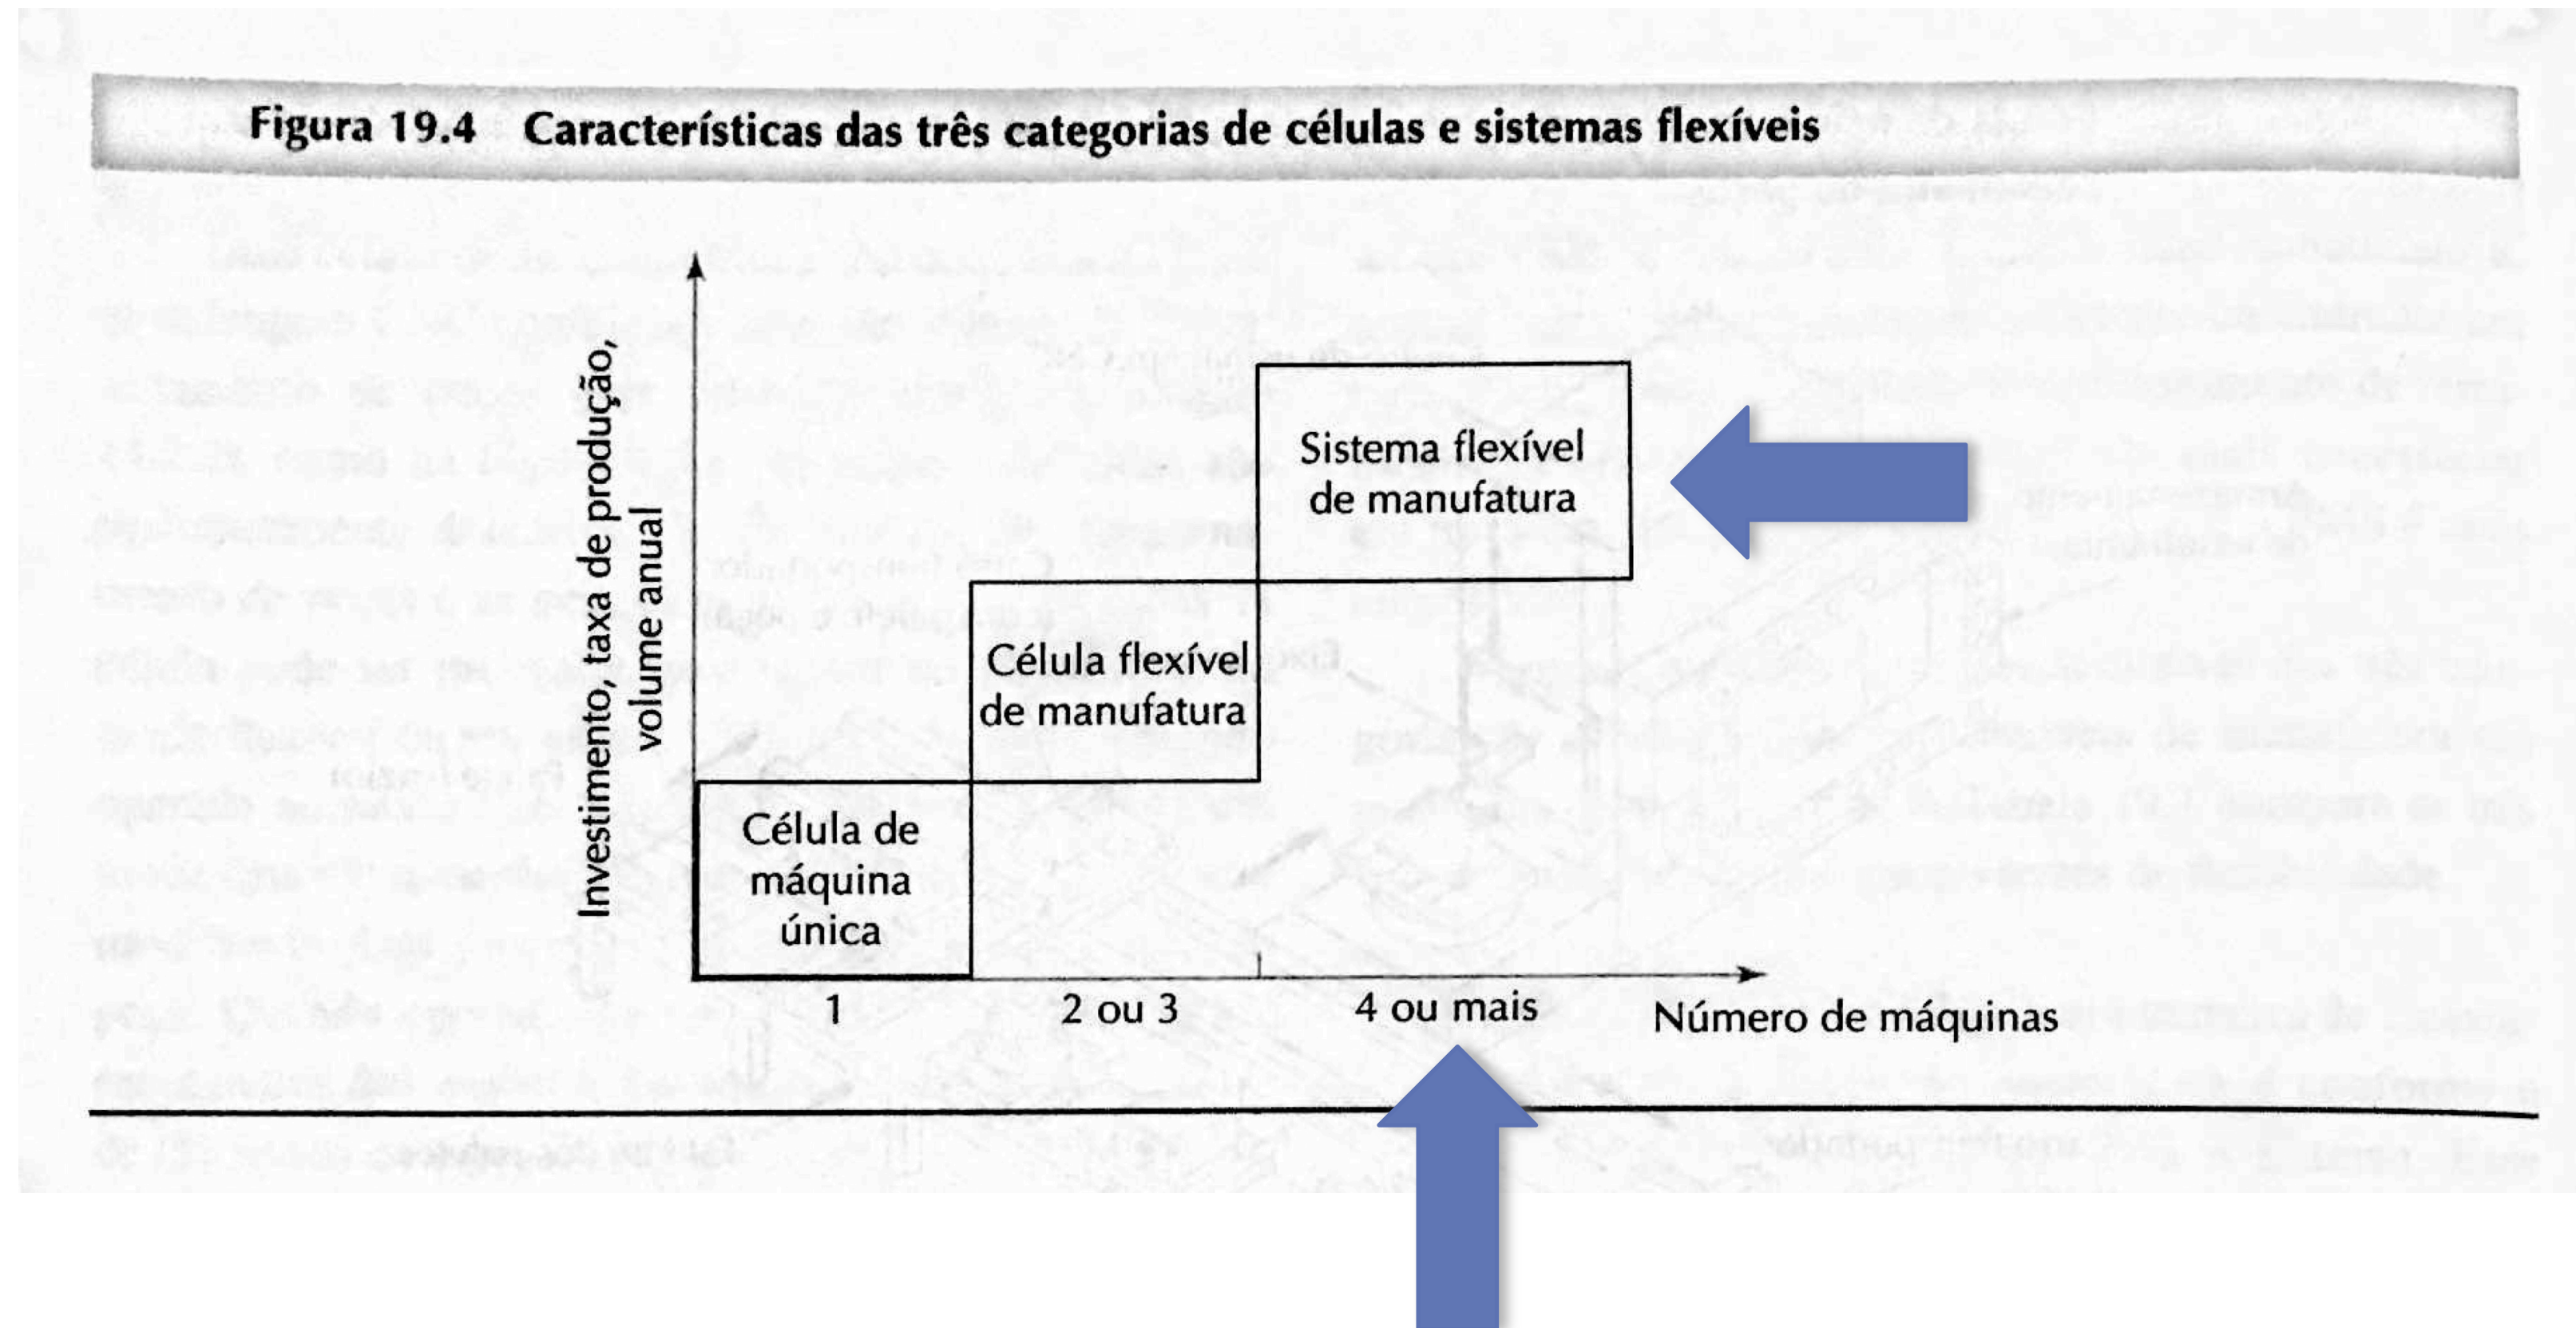 Figura 19.4 Características das três categorias de células e sistemas flexíveis
Investimento, taxa de produção,
volume anual
Sistema flexível
de manufatura
Célula flexível
de manufatura
Célula de
máquina
única
1
2 ou 3
4 ou mais
Número de máquinas